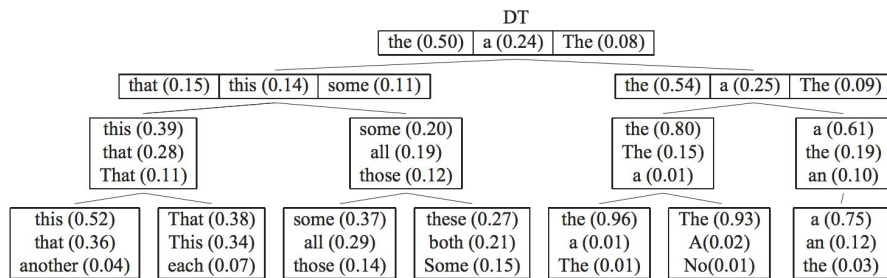 DT
the (0.50) a (0.24) The (0.08)
that (0.15) this (0.14) some (0.11)
the (0.54) a (0.25) The (0.09)
this (0.39)
that (0.28)
That (0.11)
some (0.20)
all (0.19)
those (0.12)
the (0.80)
The (0.15)
a (0.01)
a (0.61)
the (0.19)
an (0.10)
this (0.52)
that (0.36)
another (0.04)
That (0.38)
This (0.34)
each (0.07)
some (0.37)
all (0.29)
those (0.14)
these (0.27)
both (0.21)
Some (0.15)
the (0.96)
a (0.01)
The (0.01)
The (0.93)
A(0.02)
No(0.01)
a (0.75)
an (0.12)
the (0.03)